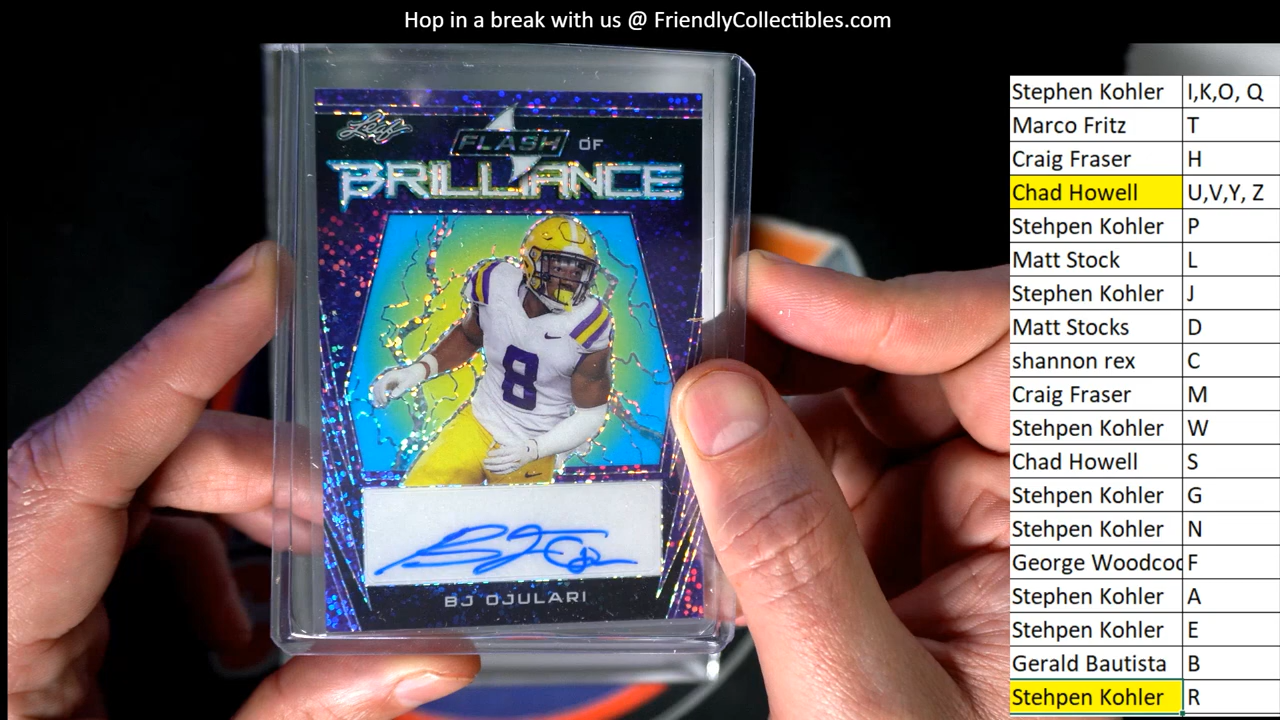 Hop in a break with us @ FriendlyCollectibles.com
Leaf
FLASH OF
BRILLIANCE
8
BJ OJULARI
Stephen Kohler I,K,O, Q
Marco Fritz T
Craig Fraser H
Chad Howell U,V,Y, Z
Stehpen Kohler P
Matt Stock L
Stephen Kohler J
Matt Stocks D
shannon rex C
Craig Fraser M
Stehpen Kohler W
Chad Howell S
Stehpen Kohler G
Stehpen Kohler N
George Woodcoc F
Stephen Kohler A
Stehpen Kohler E
Gerald Bautista B
Stehpen Kohler R